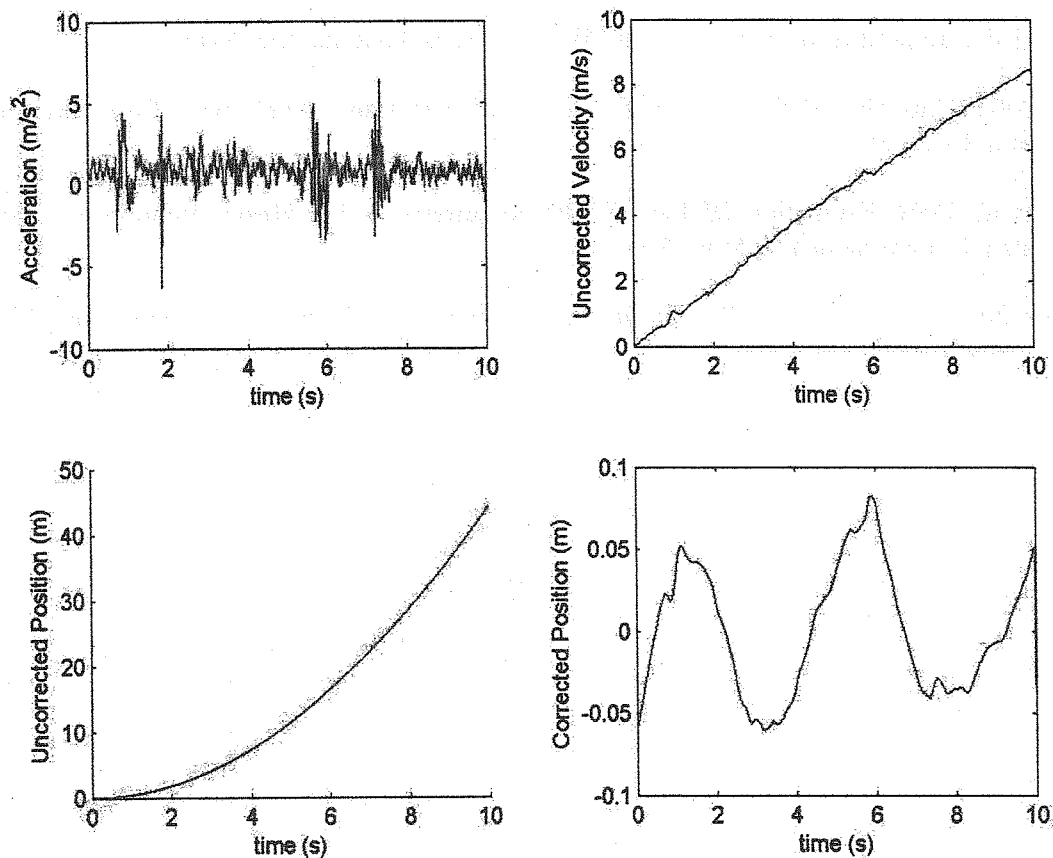 10
5
0
-5
-10
Acceleration (m/s²)
0 2 4 6 8 10
time (s)
10
8
6
4
2
0
Uncorrected Velocity (m/s)
0 2 4 6 8 10
time (s)
50
40
30
20
10
0
Uncorrected Position (m)
0 2 4 6 8 10
time (s)
0.1
0.05
0
-0.05
-0.1
Corrected Position (m)
0 2 4 6 8 10
time (s)